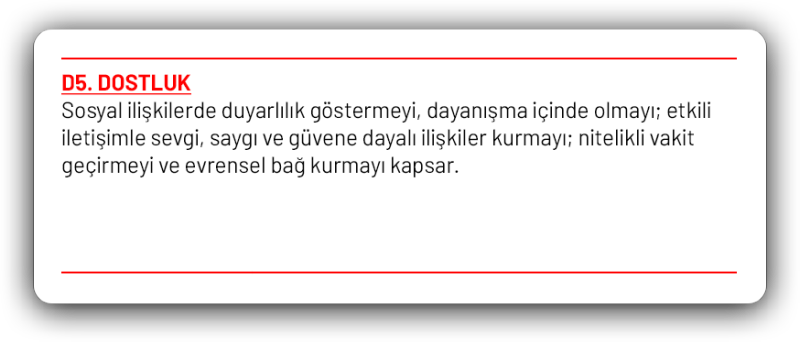 D5. DOSTLUK
Sosyal ilişkilerde duyarlılık göstermeyi, dayanışma içinde olmayı; etkili
iletişimle sevgi, saygı ve güvene dayalı ilişkiler kurmayı; nitelikli vakit
geçirmeyi ve evrensel bağ kurmayı kapsar.